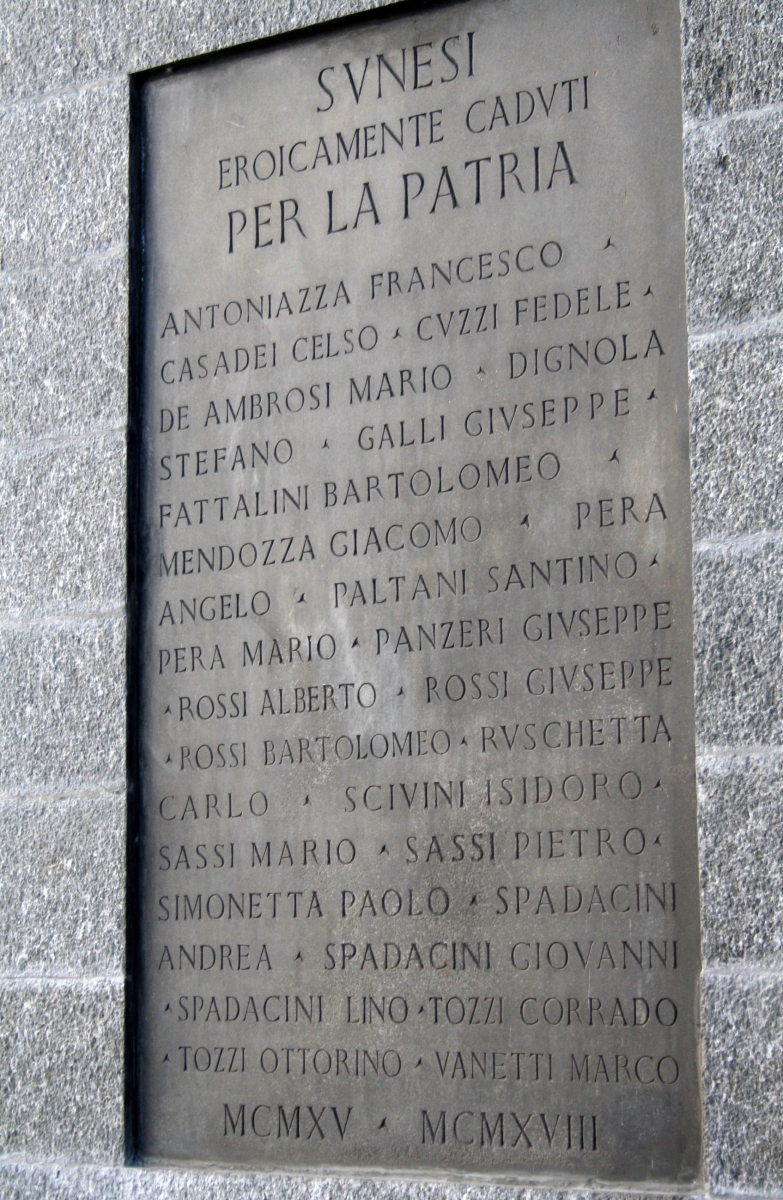 SVNESI
EROICAMENTE CADVTI
PER LA PATRIA
ANTONIAZZA FRANCESCO ·
CASADEI CELSO · CVZZI FEDELE ·
DE AMBROSI MARIO · DIGNOLA
STEFANO · GALLI GIVSEPPE ·
FATTALINI BARTOLOMEO ·
MENDOZZA GIACOMO · PERA
ANGELO · PALTANI SANTINO ·
PERA MARIO · PANZERI GIVSEPPE
· ROSSI ALBERTO · ROSSI GIVSEPPE
· ROSSI BARTOLOMEO · RVSCHETTA
CARLO · SCIVINI ISIDORO ·
SASSI MARIO · SASSI PIETRO ·
SIMONETTA PAOLO · SPADACINI
ANDREA · SPADACINI GIOVANNI
· SPADACINI LINO · TOZZI CORRADO
· TOZZI OTTORINO · VANETTI MARCO
MCMXV · MCMXVIII